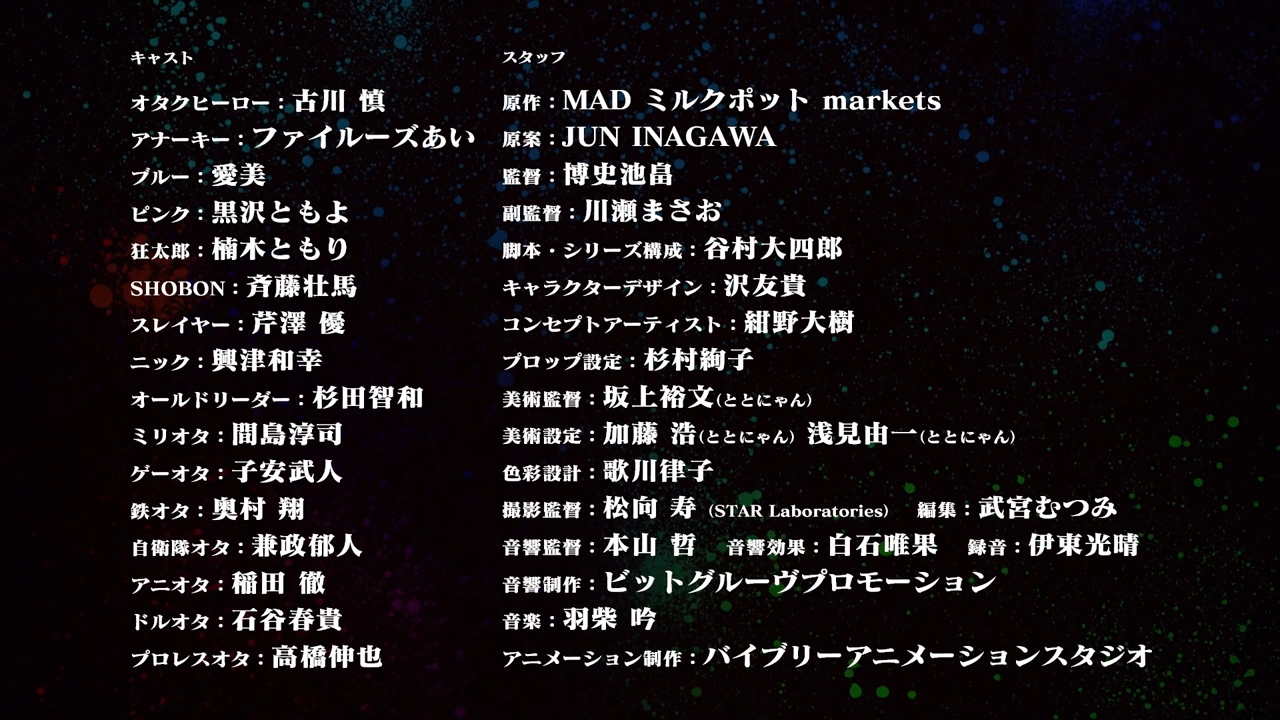 キャスト
オタクヒーロー：古川 慎
アナーキー：ファイルーズあい
ブルー：愛美
ピンク：黒沢ともよ
狂太郎：楠木ともり
SHOBON：斉藤壮馬
スレイヤー：芹澤 優
ニック：興津和幸
オールドリーダー：杉田智和
ミリオタ：間島淳司
ゲーオタ：子安武人
鉄オタ：奥村 翔
自衛隊オタ：兼政郁人
アニオタ：稲田 徹
ドルオタ：石谷春貴
プロレスオタ：高橋伸也
スタッフ
原作：MAD ミルクポット markets
原案：JUN INAGAWA
監督：博史池畠
副監督：川瀬まさお
脚本・シリーズ構成：谷村大四郎
キャラクターデザイン：沢友貴
コンセプトアーティスト：紺野大樹
プロップ設定：杉村絢子
美術監督：坂上裕文(ととにゃん)
美術設定：加藤 浩(ととにゃん) 浅見由一(ととにゃん)
色彩設計：歌川律子
撮影監督：松向 寿 (STAR Laboratories) 編集：武宮むつみ
音響監督：本山 哲 音響効果：白石唯果 録音：伊東光晴
音響制作：ビットグルーヴプロモーション
音楽：羽柴 吟
アニメーション制作：バイブリーアニメーションスタジオ